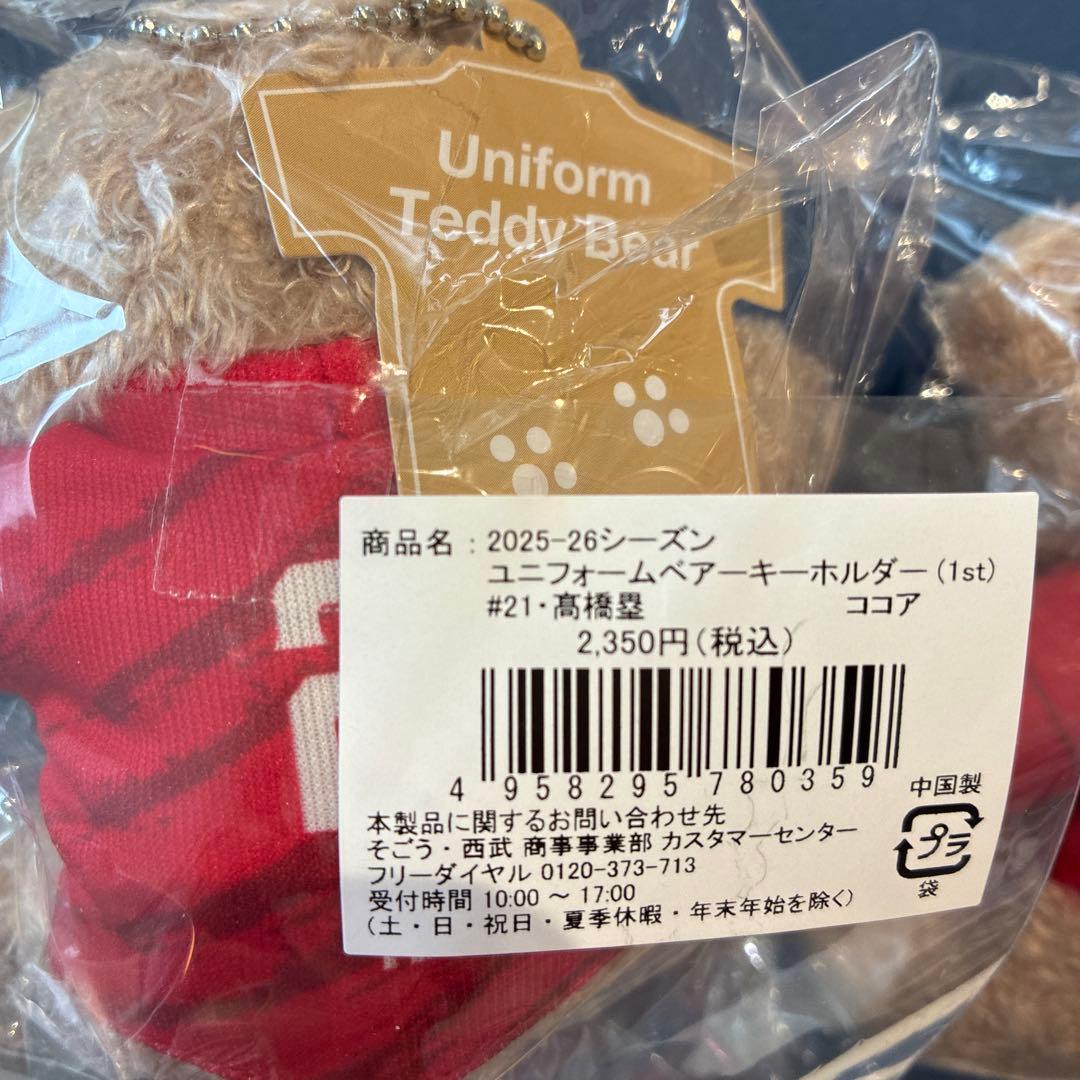 Uniform
Teddy Bear
商品名：2025-26シーズン
ユニフォームベアーキーホルダー(1st)
#21・髙橋塁 ココア
2,350円(税込)
4 958295 780359
中国製
プラ
袋
本製品に関するお問い合わせ先
そごう・西武 商事事業部 カスタマーセンター
フリーダイヤル 0120-373-713
受付時間 10:00 ～ 17:00
(土・日・祝日・夏季休暇・年末年始を除く)